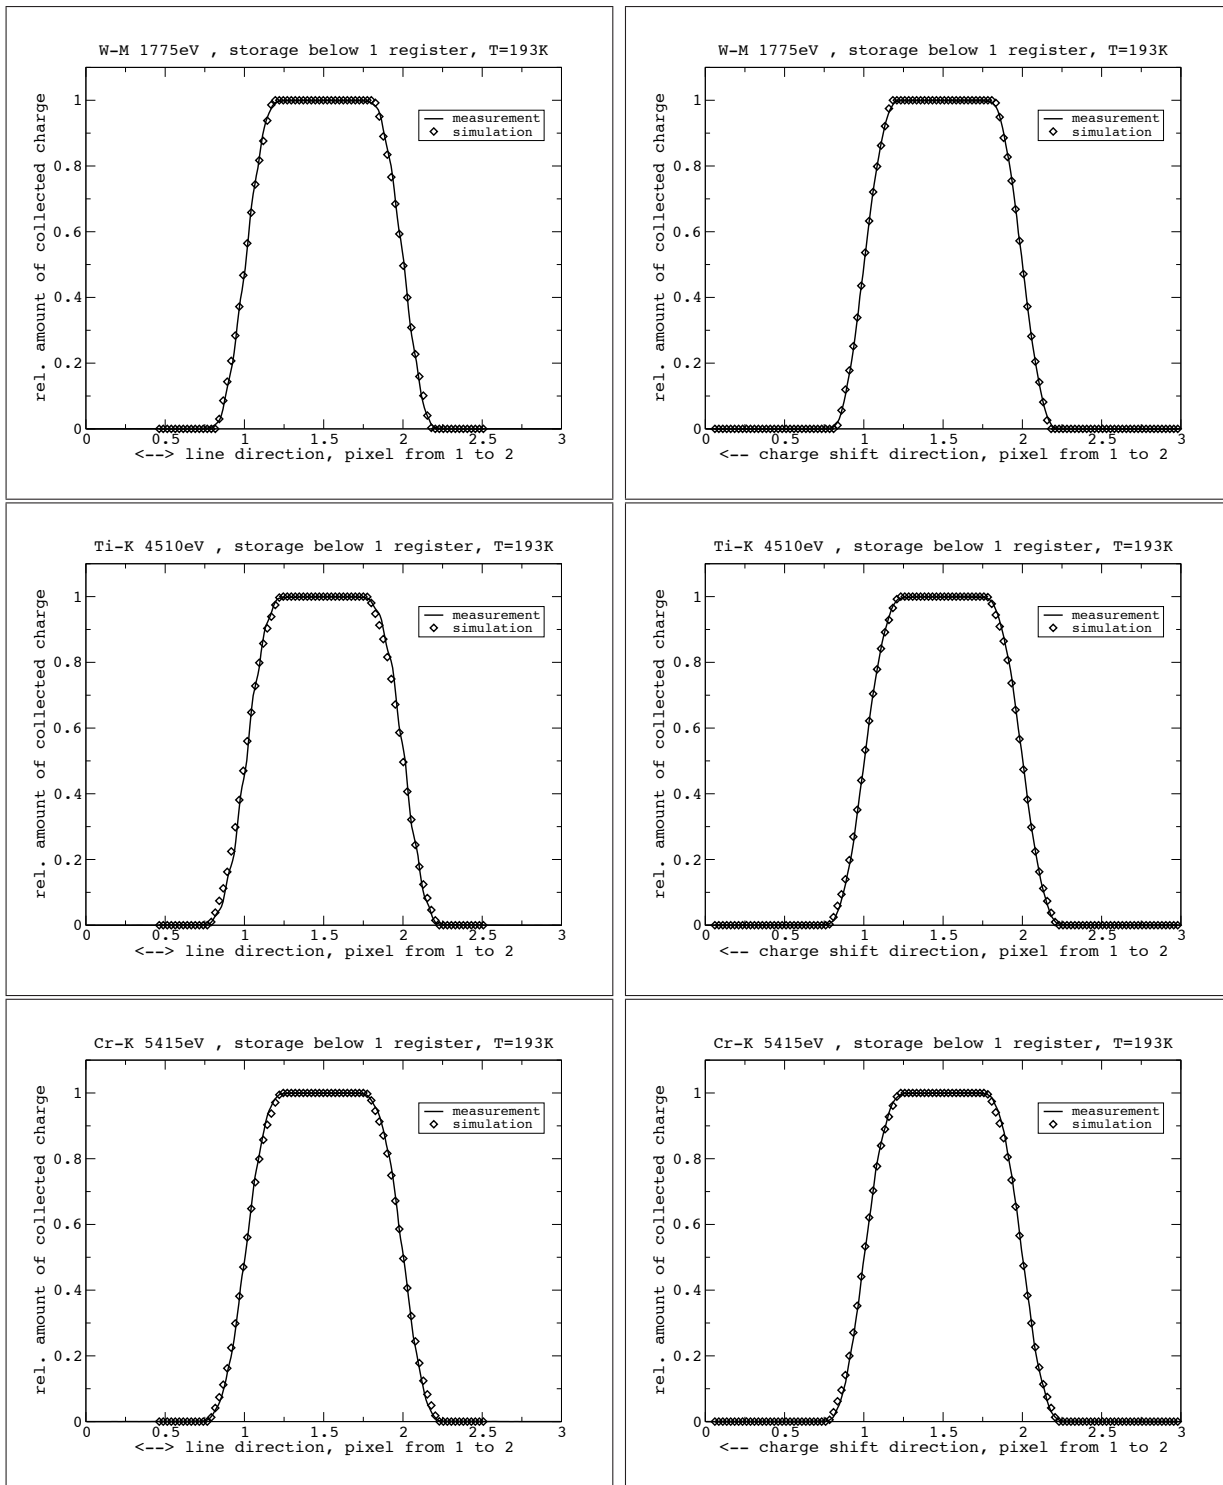 W-M 1775eV , storage below 1 register, T=193K
rel. amount of collected charge
1
0.8
0.6
0.4
0.2
0
measurement
simulation
0 0.5 1 1.5 2 2.5 3
<--> line direction, pixel from 1 to 2
W-M 1775eV , storage below 1 register, T=193K
rel. amount of collected charge
1
0.8
0.6
0.4
0.2
0
measurement
simulation
0 0.5 1 1.5 2 2.5 3
<-- charge shift direction, pixel from 1 to 2
Ti-K 4510eV , storage below 1 register, T=193K
rel. amount of collected charge
1
0.8
0.6
0.4
0.2
0
measurement
simulation
0 0.5 1 1.5 2 2.5 3
<--> line direction, pixel from 1 to 2
Ti-K 4510eV , storage below 1 register, T=193K
rel. amount of collected charge
1
0.8
0.6
0.4
0.2
0
measurement
simulation
0 0.5 1 1.5 2 2.5 3
<-- charge shift direction, pixel from 1 to 2
Cr-K 5415eV , storage below 1 register, T=193K
rel. amount of collected charge
1
0.8
0.6
0.4
0.2
0
measurement
simulation
0 0.5 1 1.5 2 2.5 3
<--> line direction, pixel from 1 to 2
Cr-K 5415eV , storage below 1 register, T=193K
rel. amount of collected charge
1
0.8
0.6
0.4
0.2
0
measurement
simulation
0 0.5 1 1.5 2 2.5 3
<-- charge shift direction, pixel from 1 to 2